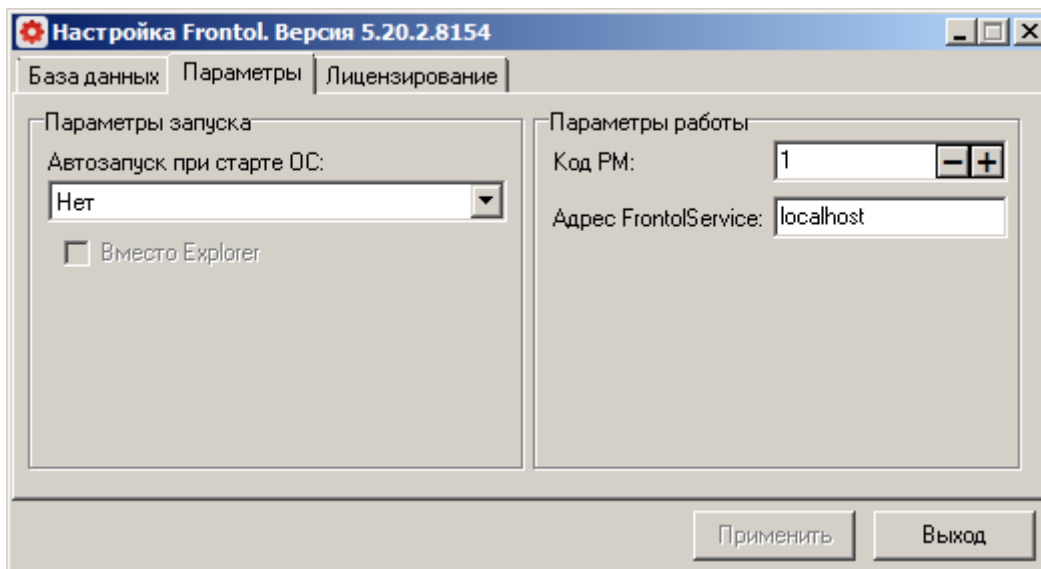 Настройка Frontol. Версия 5.20.2.8154
База данных Параметры Лицензирование
Параметры запуска
Автозапуск при старте ОС:
Нет
Вместо Explorer
Параметры работы
Код РМ: 1
Адрес FrontolService: localhost
Применить Выход